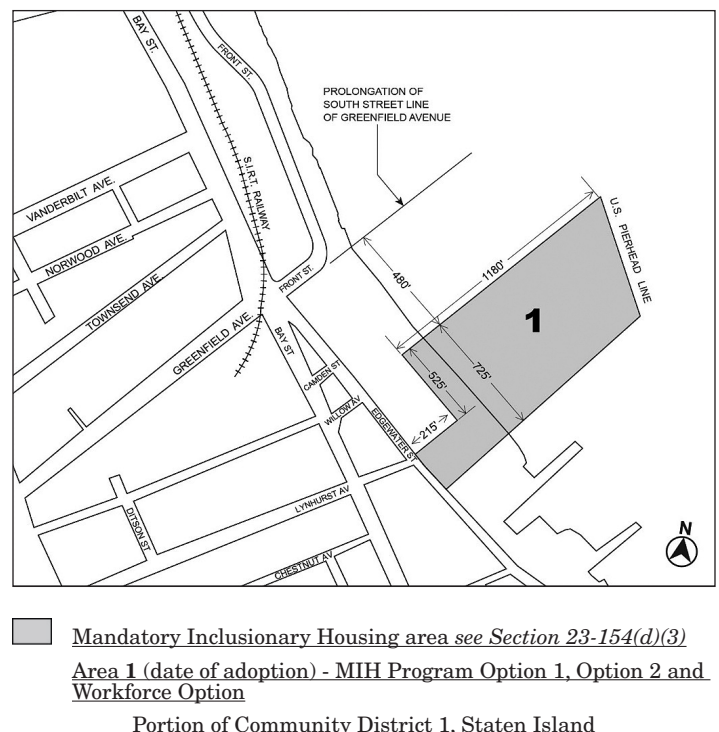 BAY ST.
FRONT ST.
PROLONGATION OF
SOUTH STREET LINE
OF GREENFIELD AVENUE
S.I.R.T. RAILWAY
VANDERBILT AVE.
NORWOOD AVE.
TOWNSEND AVE.
GREENFIELD AVE.
FRONT ST.
BAY ST
480'
1180'
U.S. PIERHEAD LINE
1
725'
525'
215'
CAMDEN ST
WILLOW AV
EDGEWATER ST
LYNHURST AV
DITSON ST
CHESTNUT AV
N
Mandatory Inclusionary Housing area see Section 23-154(d)(3)
Area 1 (date of adoption) - MIH Program Option 1, Option 2 and
Workforce Option
Portion of Community District 1, Staten Island